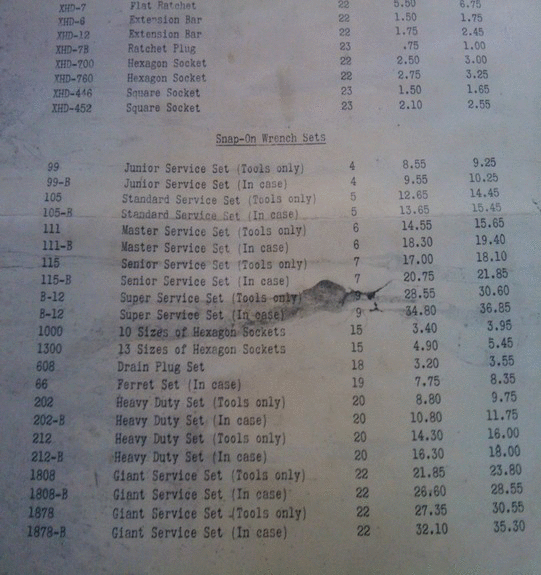 XHD-7 Flat Ratchet 22 5.50 6.75
XHD-6 Extension Bar 22 1.50 1.75
XHD-12 Extension Bar 22 1.75 2.45
XHD-78 Ratchet Plug 23 .75 1.00
XHD-700 Hexagon Socket 22 2.50 3.00
XHD-760 Hexagon Socket 22 2.75 3.25
XHD-446 Square Socket 23 1.50 1.65
XHD-452 Square Socket 23 2.10 2.55
Snap-On Wrench Sets
99 Junior Service Set (Tools only) 4 8.55 9.25
99-B Junior Service Set (In case) 4 9.55 10.25
105 Standard Service Set (Tools only) 5 12.65 14.45
105-B Standard Service Set (In case) 5 13.65 15.45
111 Master Service Set (Tools only) 6 14.55 15.65
111-B Master Service Set (In case) 6 18.30 19.40
115 Senior Service Set (Tools only) 7 17.00 18.10
115-B Senior Service Set (In case) 7 20.75 21.85
B-12 Super Service Set (Tools only) 9 28.55 30.60
B-12 Super Service Set (In case) 9 34.80 36.85
1000 10 Sizes of Hexagon Sockets 15 3.40 3.95
1300 13 Sizes of Hexagon Sockets 15 4.90 5.45
608 Drain Plug Set 18 3.20 3.55
66 Ferret Set (In case) 19 7.75 8.35
202 Heavy Duty Set (Tools only) 20 8.80 9.75
202-B Heavy Duty Set (In case) 20 10.80 11.75
212 Heavy Duty Set (Tools only) 20 14.30 16.00
212-B Heavy Duty Set (In case) 20 16.30 18.00
1808 Giant Service Set (Tools only) 22 21.85 23.80
1808-B Giant Service Set (In case) 22 26.60 28.55
1878 Giant Service Set (Tools only) 22 27.35 30.55
1878-B Giant Service Set (In case) 22 32.10 35.30